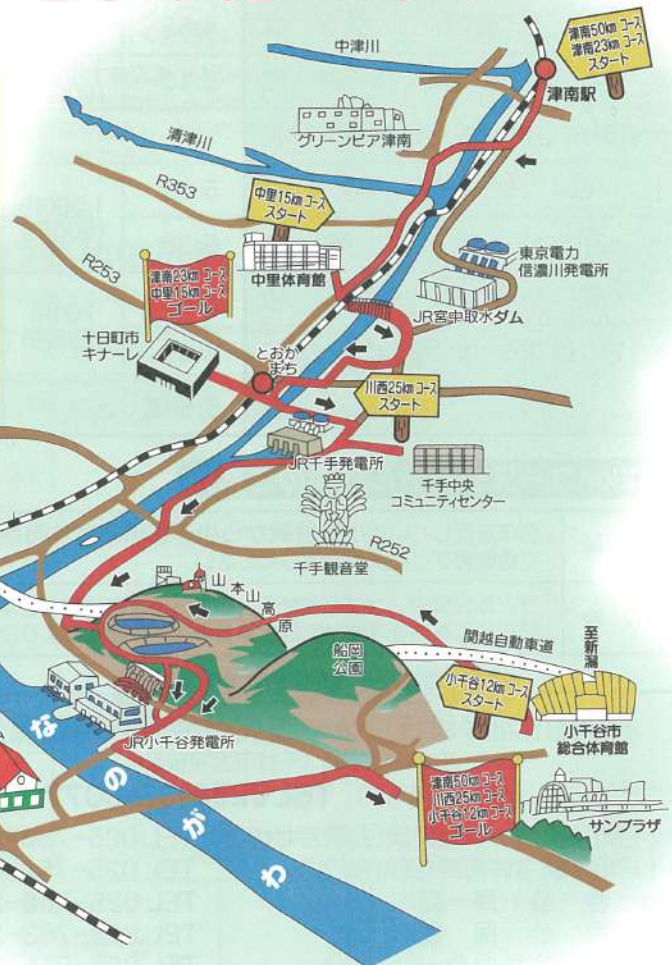 津南50kmコース
津南23kmコース
スタート
中津川
津南駅
グリーンピア津南
清津川
R353
中里15kmコース
スタート
中里体育館
東京電力
信濃川発電所
JR宮中取水ダム
R253
津南23kmコース
中里15kmコース
ゴール
十日町市
キナーレ
とおか
まち
川西25kmコース
スタート
JR千手発電所
千手中央
コミュニティセンター
千手観音堂
R252
山本山高原
船岡
公園
関越自動車道
至新潟
小千谷12kmコース
スタート
小千谷市
総合体育館
JR小千谷発電所
津南50kmコース
川西25kmコース
小千谷12kmコース
ゴール
サンプラザ
なのがわ